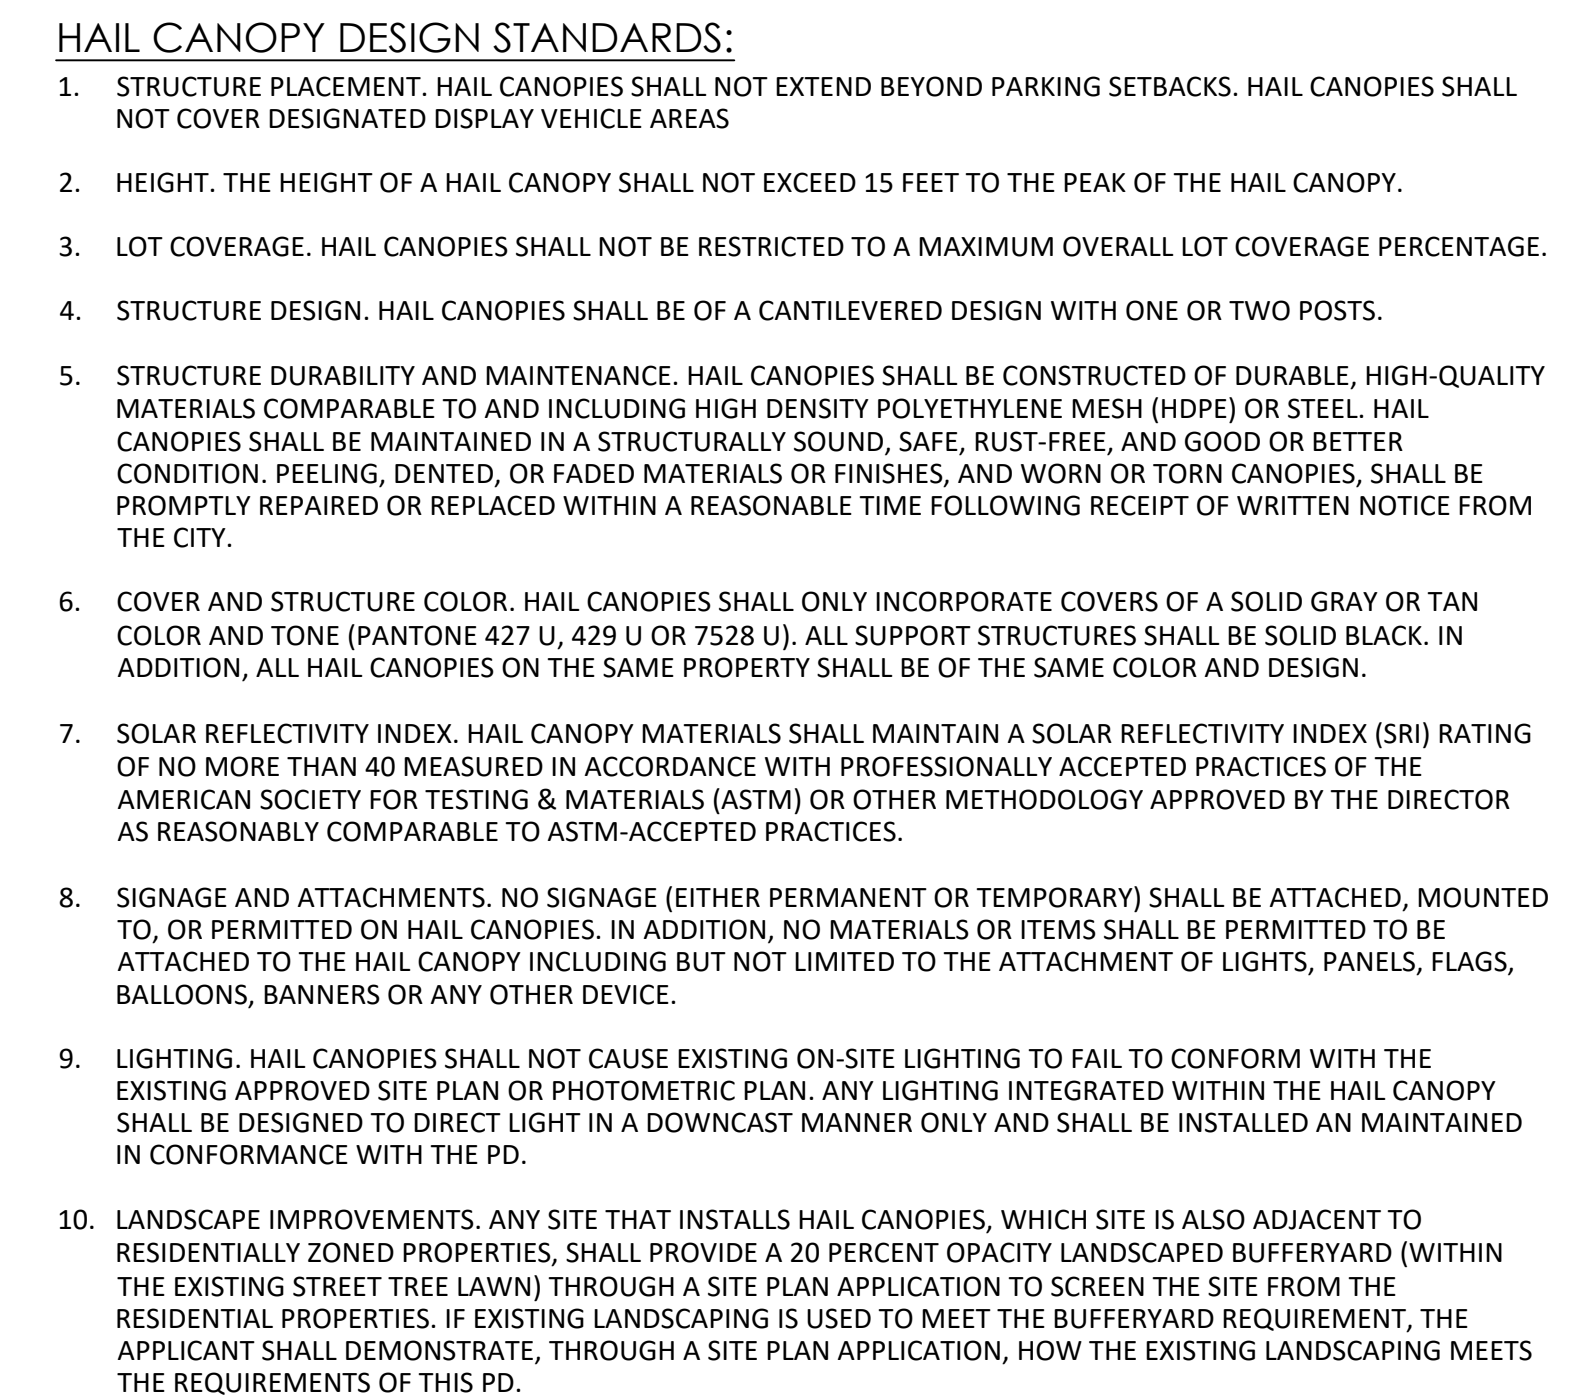 HAIL CANOPY DESIGN STANDARDS:
1. STRUCTURE PLACEMENT. HAIL CANOPIES SHALL NOT EXTEND BEYOND PARKING SETBACKS. HAIL CANOPIES SHALL
NOT COVER DESIGNATED DISPLAY VEHICLE AREAS
2. HEIGHT. THE HEIGHT OF A HAIL CANOPY SHALL NOT EXCEED 15 FEET TO THE PEAK OF THE HAIL CANOPY.
3. LOT COVERAGE. HAIL CANOPIES SHALL NOT BE RESTRICTED TO A MAXIMUM OVERALL LOT COVERAGE PERCENTAGE.
4. STRUCTURE DESIGN. HAIL CANOPIES SHALL BE OF A CANTILEVERED DESIGN WITH ONE OR TWO POSTS.
5. STRUCTURE DURABILITY AND MAINTENANCE. HAIL CANOPIES SHALL BE CONSTRUCTED OF DURABLE, HIGH-QUALITY
MATERIALS COMPARABLE TO AND INCLUDING HIGH DENSITY POLYETHYLENE MESH (HDPE) OR STEEL. HAIL
CANOPIES SHALL BE MAINTAINED IN A STRUCTURALLY SOUND, SAFE, RUST-FREE, AND GOOD OR BETTER
CONDITION. PEELING, DENTED, OR FADED MATERIALS OR FINISHES, AND WORN OR TORN CANOPIES, SHALL BE
PROMPTLY REPAIRED OR REPLACED WITHIN A REASONABLE TIME FOLLOWING RECEIPT OF WRITTEN NOTICE FROM
THE CITY.
6. COVER AND STRUCTURE COLOR. HAIL CANOPIES SHALL ONLY INCORPORATE COVERS OF A SOLID GRAY OR TAN
COLOR AND TONE (PANTONE 427 U, 429 U OR 7528 U). ALL SUPPORT STRUCTURES SHALL BE SOLID BLACK. IN
ADDITION, ALL HAIL CANOPIES ON THE SAME PROPERTY SHALL BE OF THE SAME COLOR AND DESIGN.
7. SOLAR REFLECTIVITY INDEX. HAIL CANOPY MATERIALS SHALL MAINTAIN A SOLAR REFLECTIVITY INDEX (SRI) RATING
OF NO MORE THAN 40 MEASURED IN ACCORDANCE WITH PROFESSIONALLY ACCEPTED PRACTICES OF THE
AMERICAN SOCIETY FOR TESTING & MATERIALS (ASTM) OR OTHER METHODOLOGY APPROVED BY THE DIRECTOR
AS REASONABLY COMPARABLE TO ASTM-ACCEPTED PRACTICES.
8. SIGNAGE AND ATTACHMENTS. NO SIGNAGE (EITHER PERMANENT OR TEMPORARY) SHALL BE ATTACHED, MOUNTED
TO, OR PERMITTED ON HAIL CANOPIES. IN ADDITION, NO MATERIALS OR ITEMS SHALL BE PERMITTED TO BE
ATTACHED TO THE HAIL CANOPY INCLUDING BUT NOT LIMITED TO THE ATTACHMENT OF LIGHTS, PANELS, FLAGS,
BALLOONS, BANNERS OR ANY OTHER DEVICE.
9. LIGHTING. HAIL CANOPIES SHALL NOT CAUSE EXISTING ON-SITE LIGHTING TO FAIL TO CONFORM WITH THE
EXISTING APPROVED SITE PLAN OR PHOTOMETRIC PLAN. ANY LIGHTING INTEGRATED WITHIN THE HAIL CANOPY
SHALL BE DESIGNED TO DIRECT LIGHT IN A DOWNCAST MANNER ONLY AND SHALL BE INSTALLED AN MAINTAINED
IN CONFORMANCE WITH THE PD.
10. LANDSCAPE IMPROVEMENTS. ANY SITE THAT INSTALLS HAIL CANOPIES, WHICH SITE IS ALSO ADJACENT TO
RESIDENTIALLY ZONED PROPERTIES, SHALL PROVIDE A 20 PERCENT OPACITY LANDSCAPED BUFFERYARD (WITHIN
THE EXISTING STREET TREE LAWN) THROUGH A SITE PLAN APPLICATION TO SCREEN THE SITE FROM THE
RESIDENTIAL PROPERTIES. IF EXISTING LANDSCAPING IS USED TO MEET THE BUFFERYARD REQUIREMENT, THE
APPLICANT SHALL DEMONSTRATE, THROUGH A SITE PLAN APPLICATION, HOW THE EXISTING LANDSCAPING MEETS
THE REQUIREMENTS OF THIS PD.